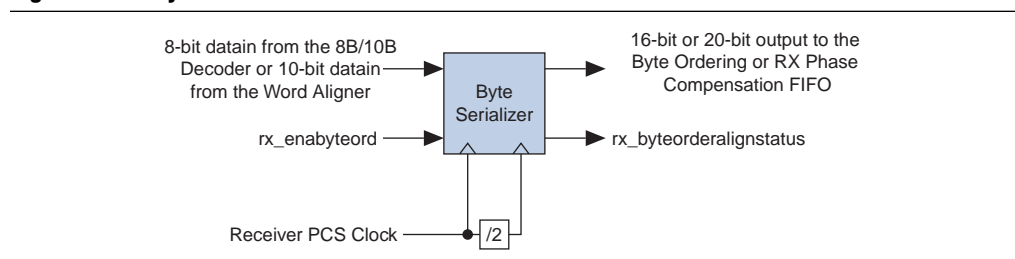 8-bit datain from the 8B/10B
Decoder or 10-bit datain
from the Word Aligner
rx_enabyteord
Byte
Serializer
16-bit or 20-bit output to the
Byte Ordering or RX Phase
Compensation FIFO
rx_byteorderalignstatus
Receiver PCS Clock
/2